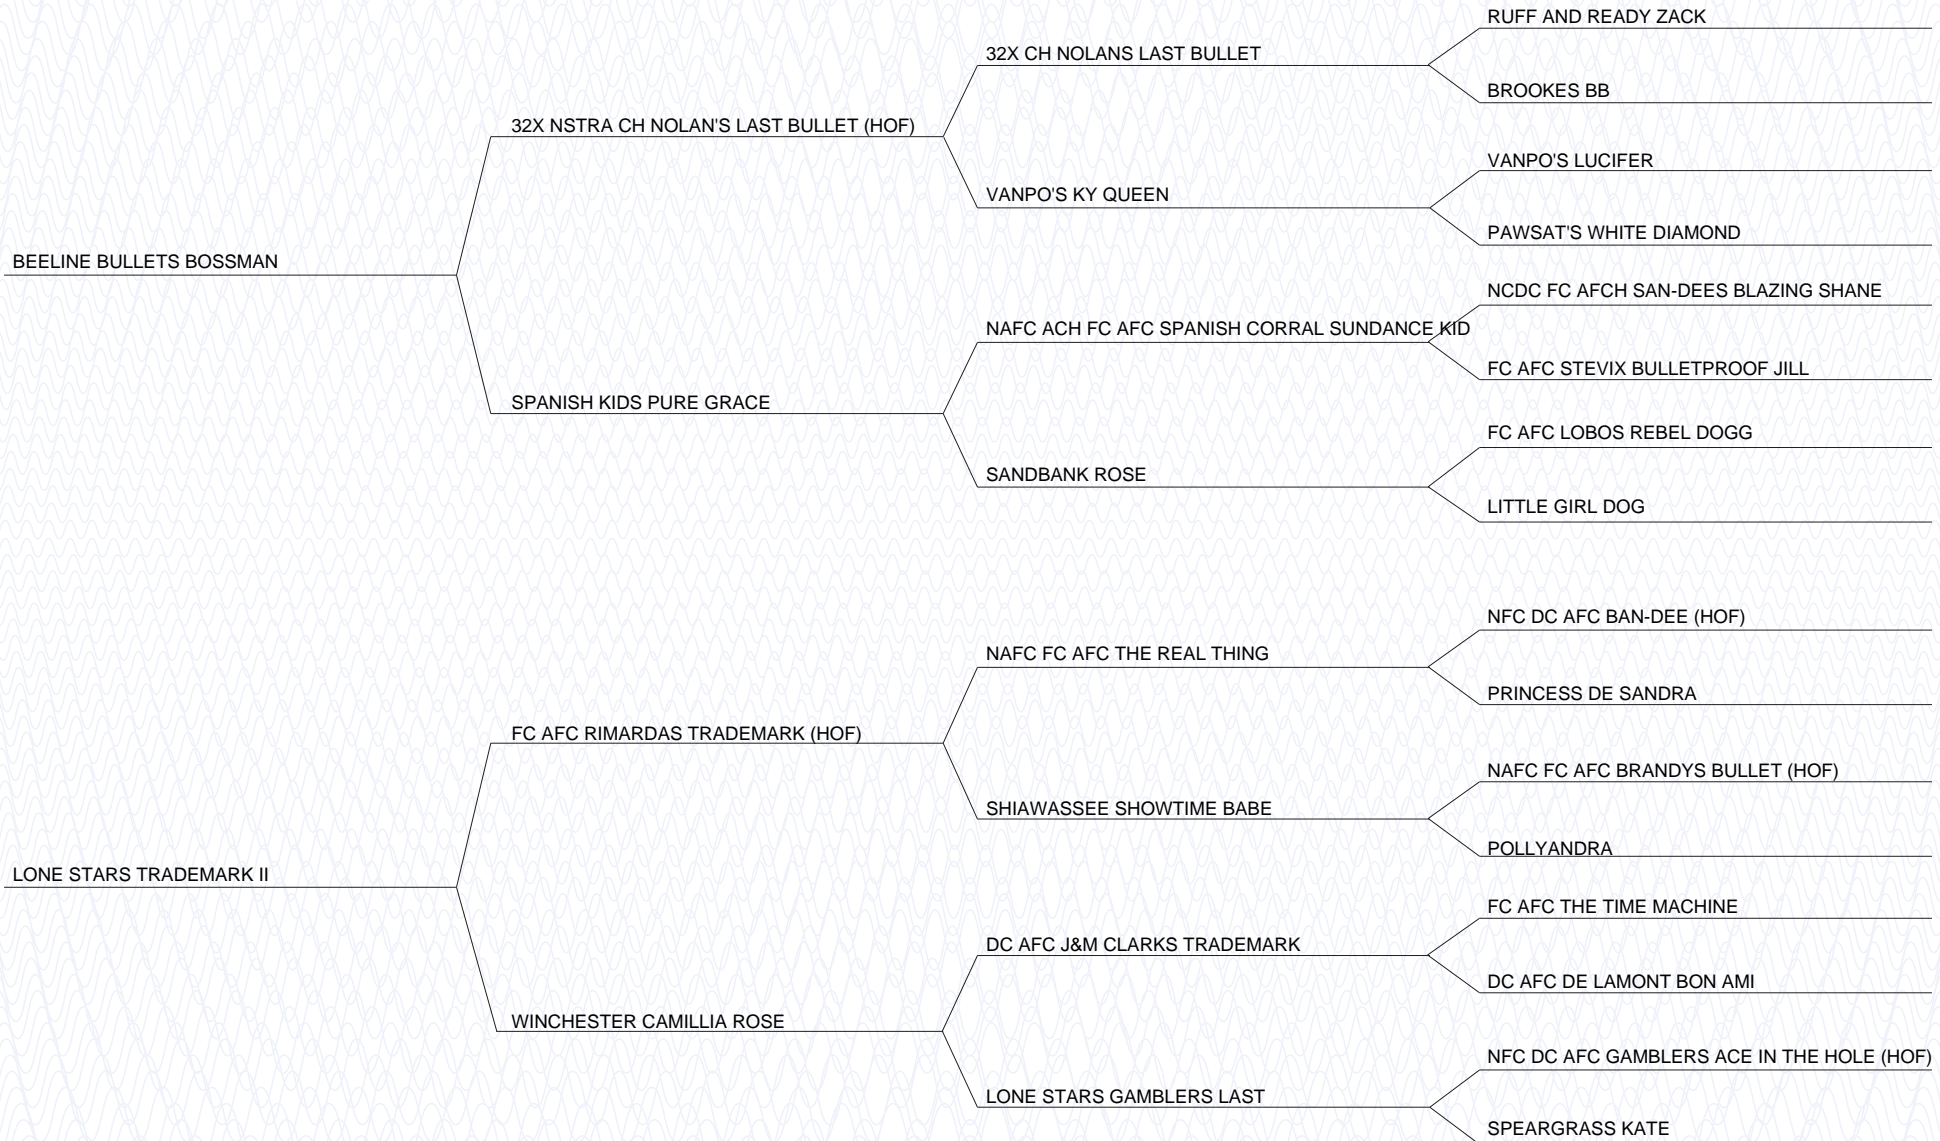 RUFF AND READY ZACK
32X CH NOLANS LAST BULLET
BROOKES BB
32X NSTRA CH NOLAN'S LAST BULLET (HOF)
VANPO'S LUCIFER
VANPO'S KY QUEEN
PAWSAT'S WHITE DIAMOND
BEELINE BULLETS BOSSMAN
NCDC FC AFCH SAN-DEES BLAZING SHANE
NAFC ACH FC AFC SPANISH CORRAL SUNDANCE KID
FC AFC STEVIX BULLETPROOF JILL
SPANISH KIDS PURE GRACE
FC AFC LOBOS REBEL DOGG
SANDBANK ROSE
LITTLE GIRL DOG
NFC DC AFC BAN-DEE (HOF)
NAFC FC AFC THE REAL THING
PRINCESS DE SANDRA
FC AFC RIMARDAS TRADEMARK (HOF)
NAFC FC AFC BRANDYS BULLET (HOF)
SHIAWASSEE SHOWTIME BABE
POLLYANDRA
LONE STARS TRADEMARK II
FC AFC THE TIME MACHINE
DC AFC J&M CLARKS TRADEMARK
DC AFC DE LAMONT BON AMI
WINCHESTER CAMILLIA ROSE
NFC DC AFC GAMBLERS ACE IN THE HOLE (HOF)
LONE STARS GAMBLERS LAST
SPEARGRASS KATE